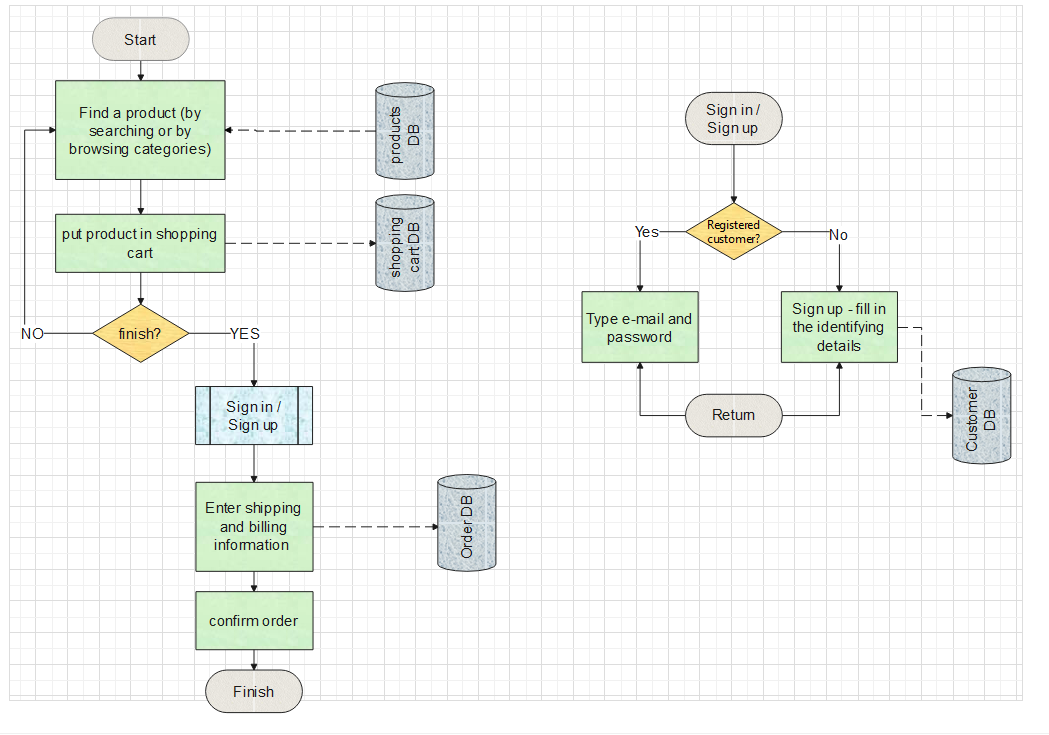 Start
Find a product (by
searching or by
browsing categories)
products
DB
put product in shopping
cart
shopping
cart DB
finish?
NO
YES
Sign in /
Sign up
Enter shipping
and billing
information
Order DB
confirm order
Finish
Sign in /
Sign up
Registered
customer?
Yes
No
Type e-mail and
password
Sign up - fill in
the identifying
details
Return
Customer
DB